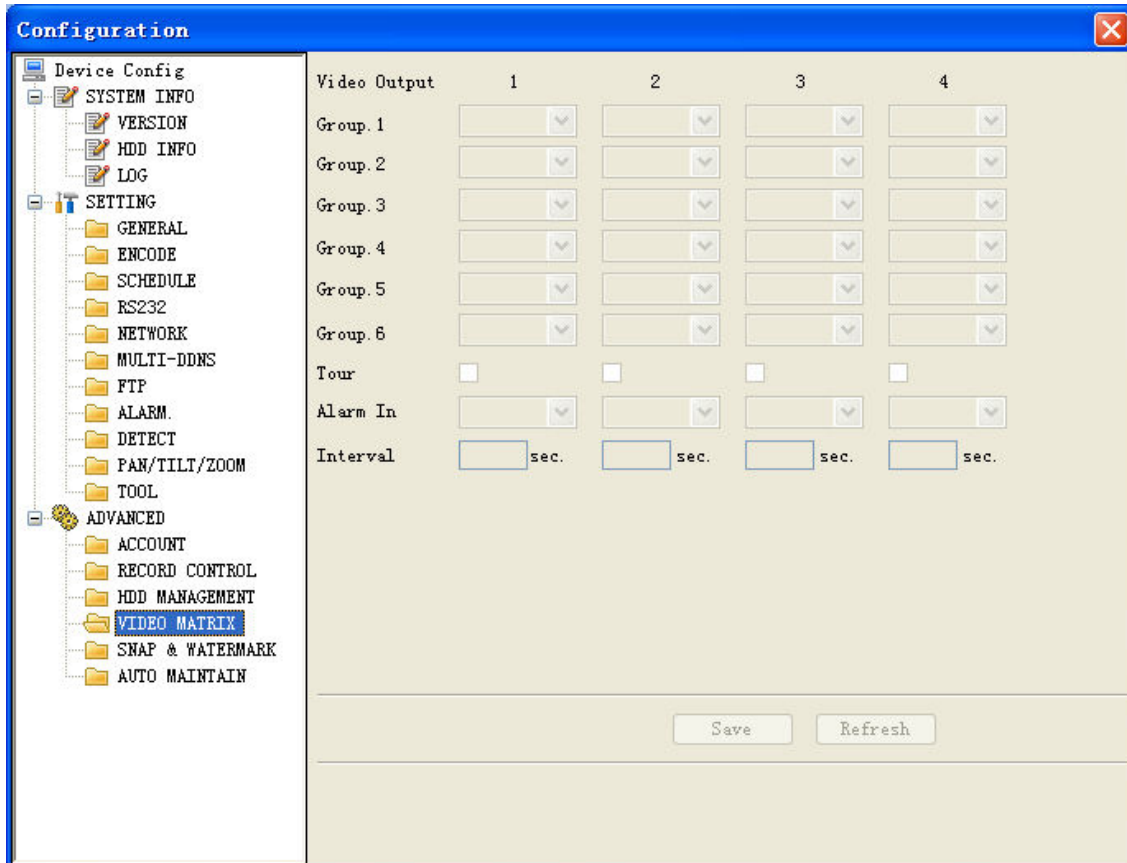 Configuration
Device Config
SYSTEM INFO
VERSION
HDD INFO
LOG
SETTING
GENERAL
ENCODE
SCHEDULE
RS232
NETWORK
MULTI-DDNS
FTP
ALARM.
DETECT
PAN/TILT/ZOOM
TOOL
ADVANCED
ACCOUNT
RECORD CONTROL
HDD MANAGEMENT
VIDEO MATRIX
SNAP & WATERMARK
AUTO MAINTAIN
Video Output 1 2 3 4
Group.1
Group.2
Group.3
Group.4
Group.5
Group.6
Tour
Alarm In
Interval sec. sec. sec. sec.
Save Refresh